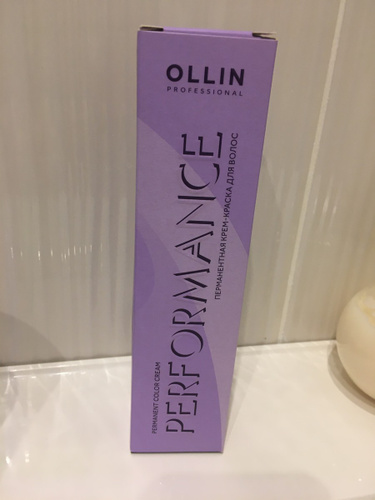 OLLIN
PROFESSIONAL
PERFORMANCE
ПЕРМАНЕНТНАЯ КРЕМ-КРАСКА ДЛЯ ВОЛОС
PERMANENT COLOR CREAM